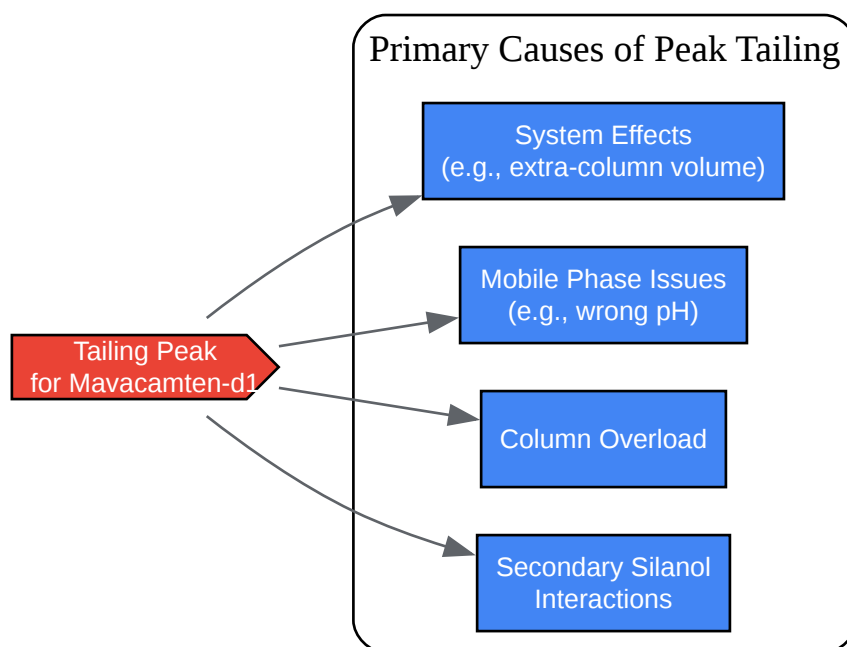 Primary Causes of Peak Tailing
System Effects
(e.g., extra-column volume)
Mobile Phase Issues
(e.g., wrong pH)
Tailing Peak
for Mavacamten-d1
Column Overload
Secondary Silanol
Interactions